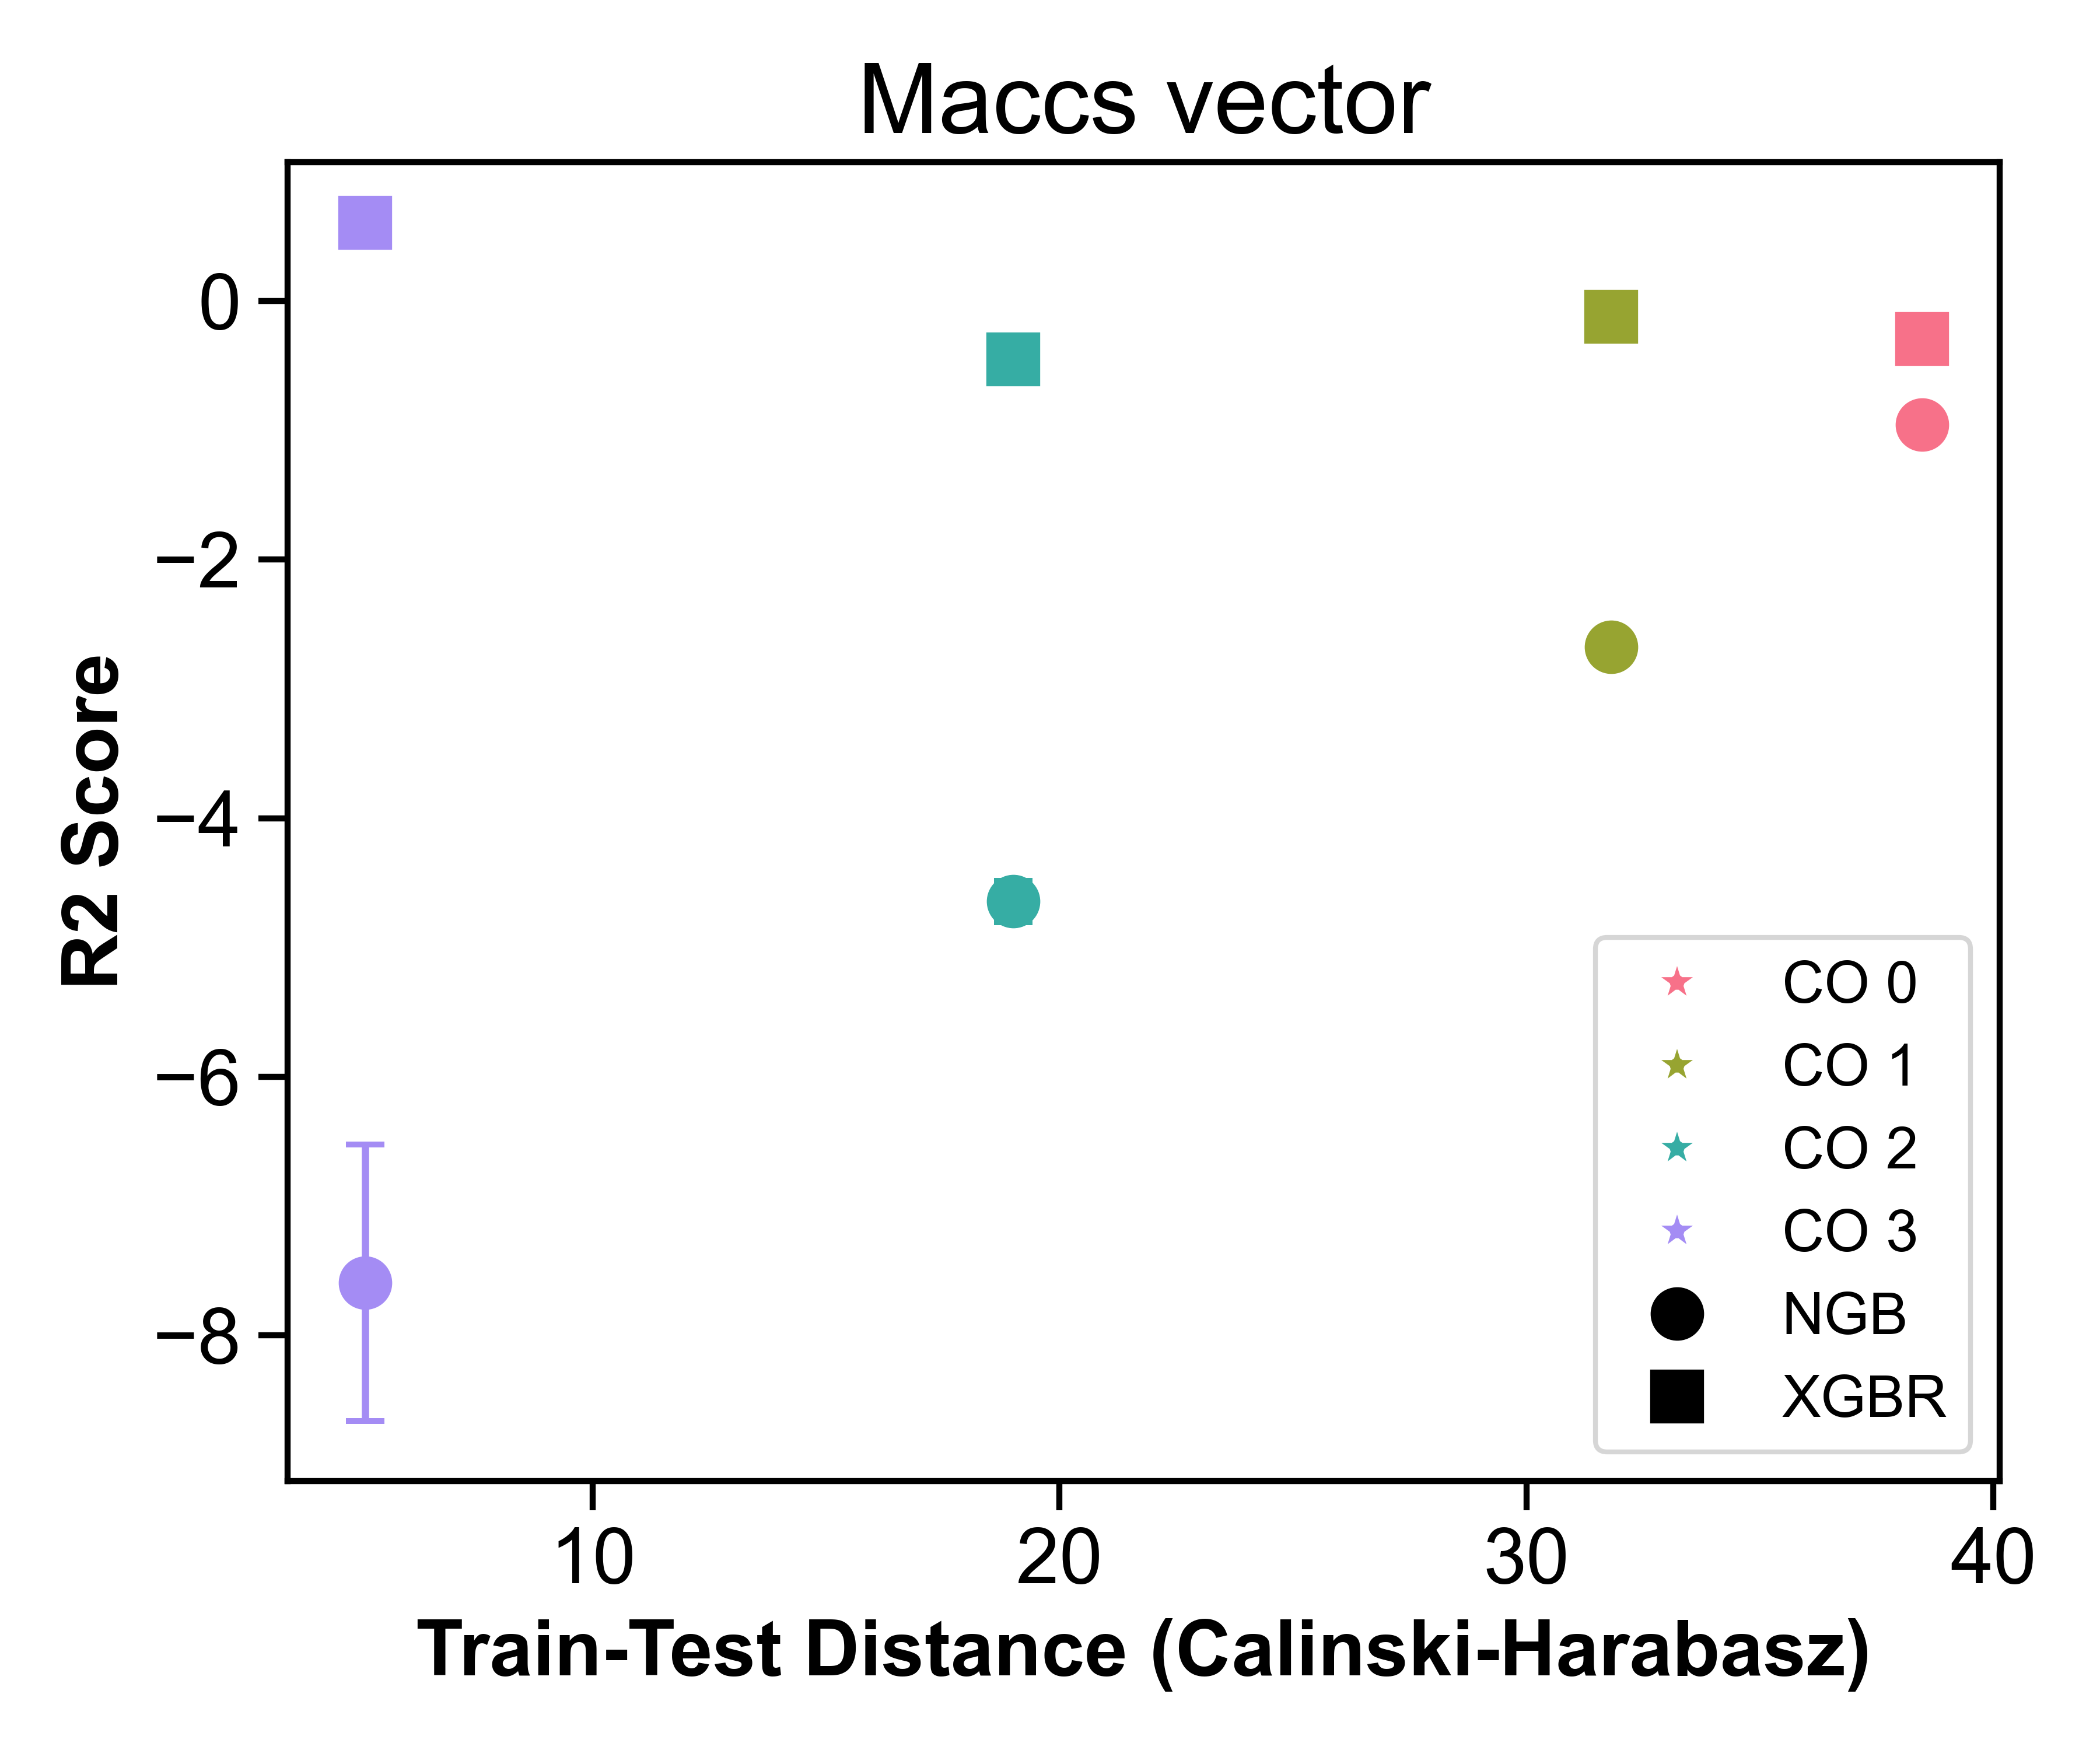 Maccs vector
0
−2
−4
−6
−8
R2 Score
CO 0
CO 1
CO 2
CO 3
NGB
XGBR
10 20 30 40
Train-Test Distance (Calinski-Harabasz)